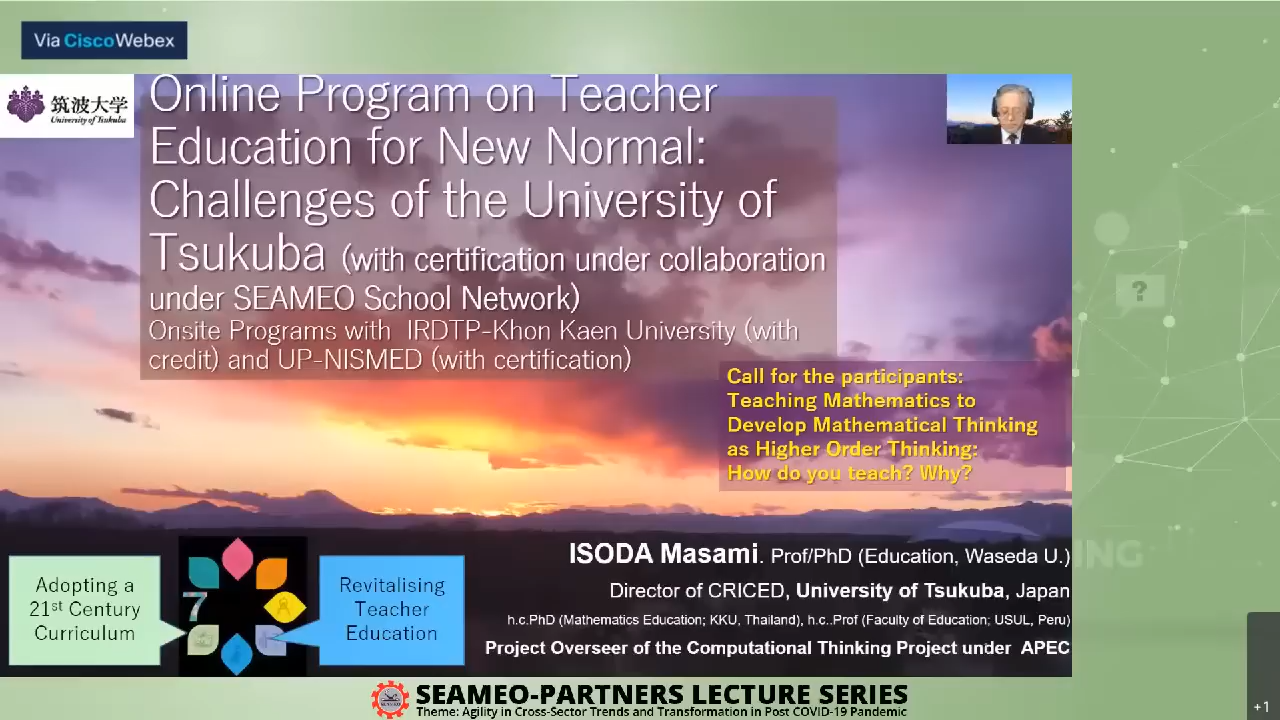 Via Cisco Webex
筑波大学
University of Tsukuba
Online Program on Teacher
Education for New Normal:
Challenges of the University of
Tsukuba (with certification under collaboration
under SEAMEO School Network)
Onsite Programs with IRDTP-Khon Kaen University (with
credit) and UP-NISMED (with certification)
Call for the participants:
Teaching Mathematics to
Develop Mathematical Thinking
as Higher Order Thinking:
How do you teach? Why?
?
ING
ISODA Masami. Prof/PhD (Education, Waseda U.)
Director of CRICED, University of Tsukuba, Japan
h.c.PhD (Mathematics Education; KKU, Thailand), h.c..Prof (Faculty of Education; USUL, Peru)
Project Overseer of the Computational Thinking Project under APEC
Adopting a
21st Century
Curriculum
7
Revitalising
Teacher
Education
SEAMEO-PARTNERS LECTURE SERIES
Theme: Agility in Cross-Sector Trends and Transformation in Post COVID-19 Pandemic
+1